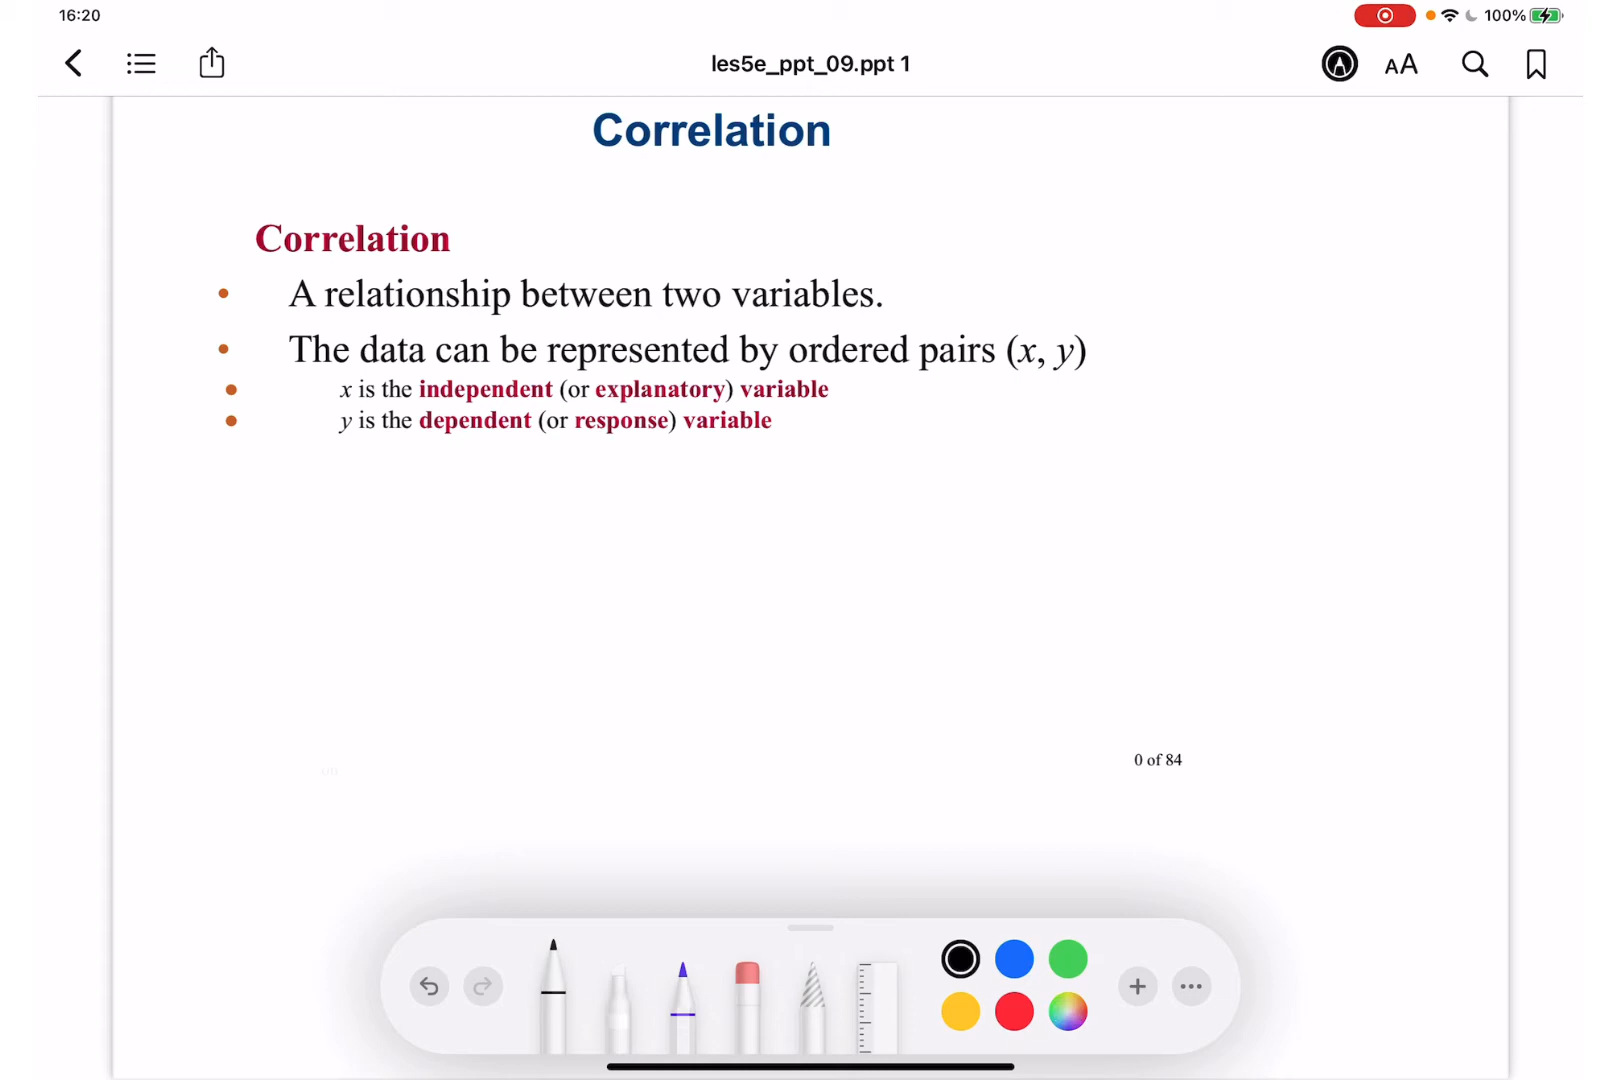 16:20
100%
les5e_ppt_09.ppt 1
AA
Correlation
Correlation
• A relationship between two variables.
• The data can be represented by ordered pairs (x, y)
• x is the independent (or explanatory) variable
• y is the dependent (or response) variable
0 of 84